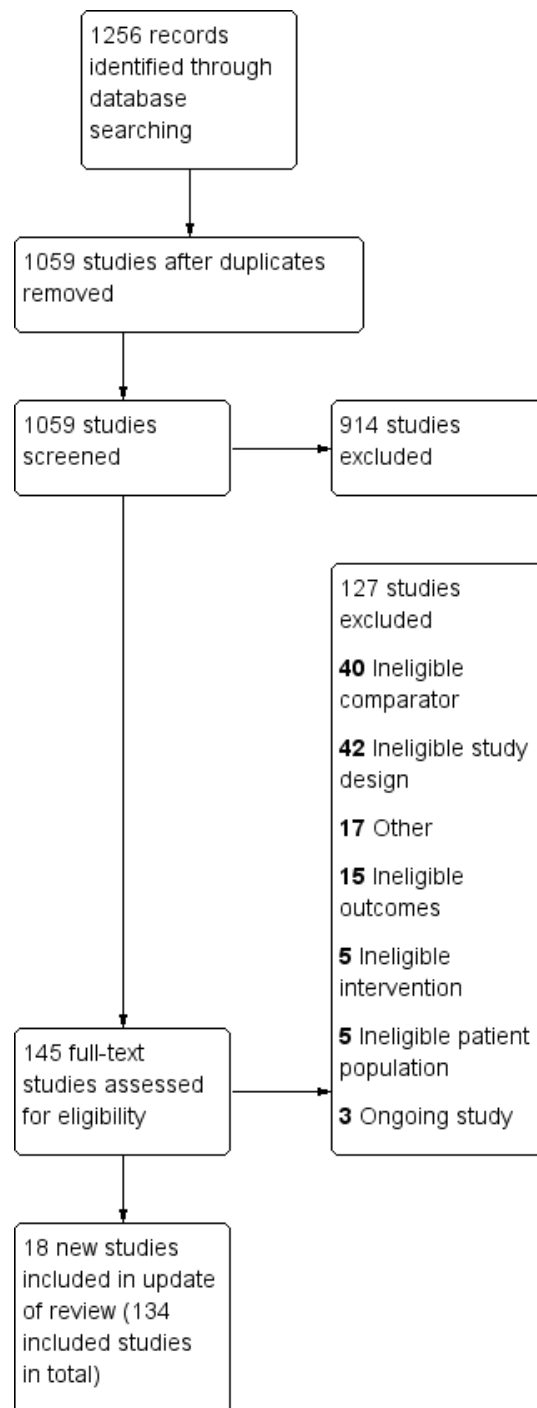 1256 records
identified through
database
searching
1059 studies after duplicates
removed
1059 studies
screened
914 studies
excluded
127 studies
excluded
40 Ineligible
comparator
42 Ineligible study
design
17 Other
15 Ineligible
outcomes
5 Ineligible
intervention
5 Ineligible patient
population
3 Ongoing study
145 full-text
studies assessed
for eligibility
18 new studies
included in update
of review (134
included studies
in total)